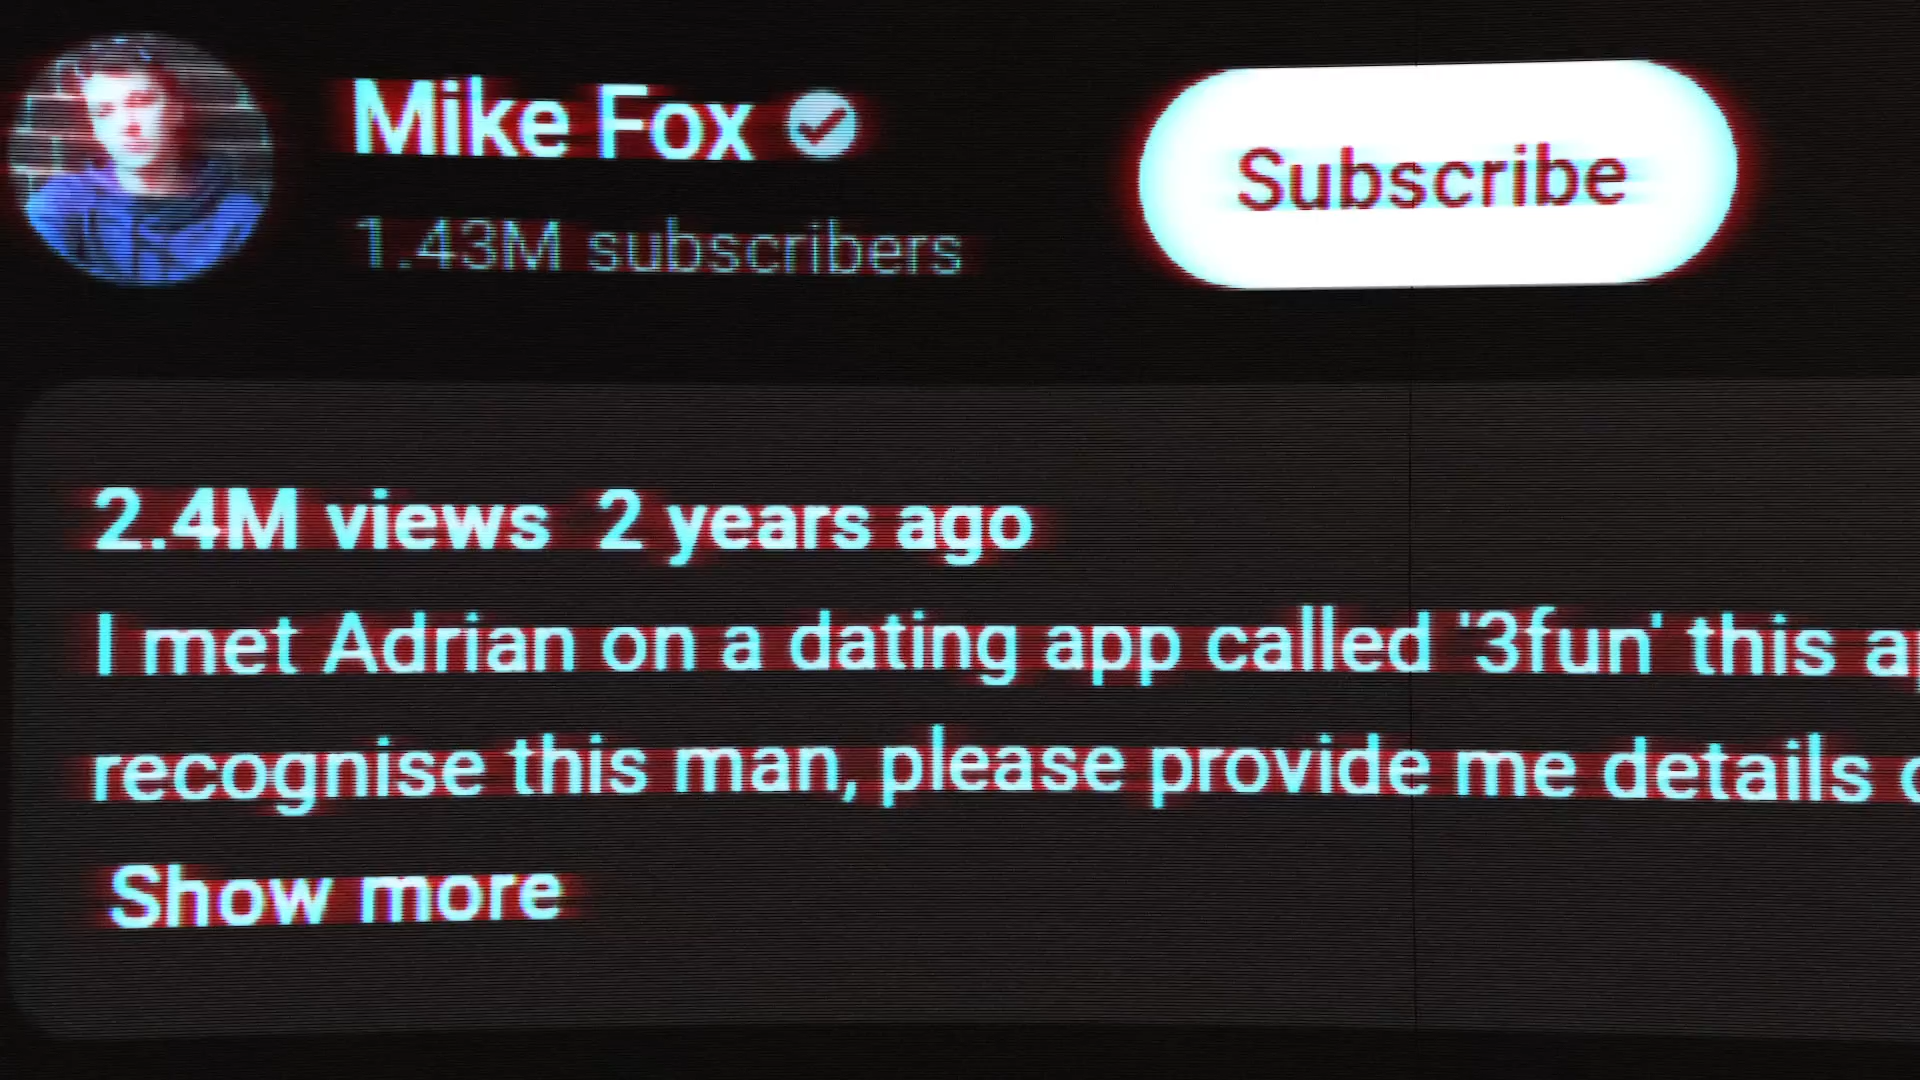 Mike Fox
Subscribe
1.43M subscribers
2.4M views 2 years ago
I met Adrian on a dating app called '3fun' this
recognise this man, please provide me details
Show more